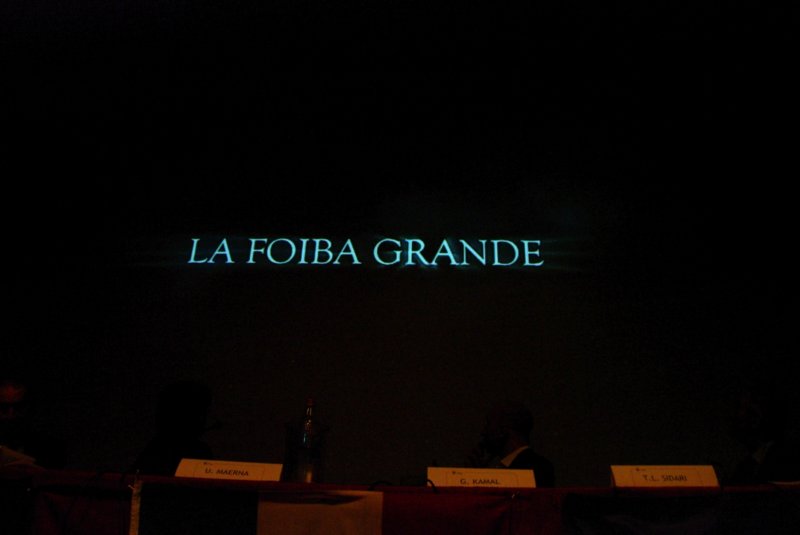 LA FOIBA GRANDE
U. MAERNA
G. KAMAL
T.L. SIDARI